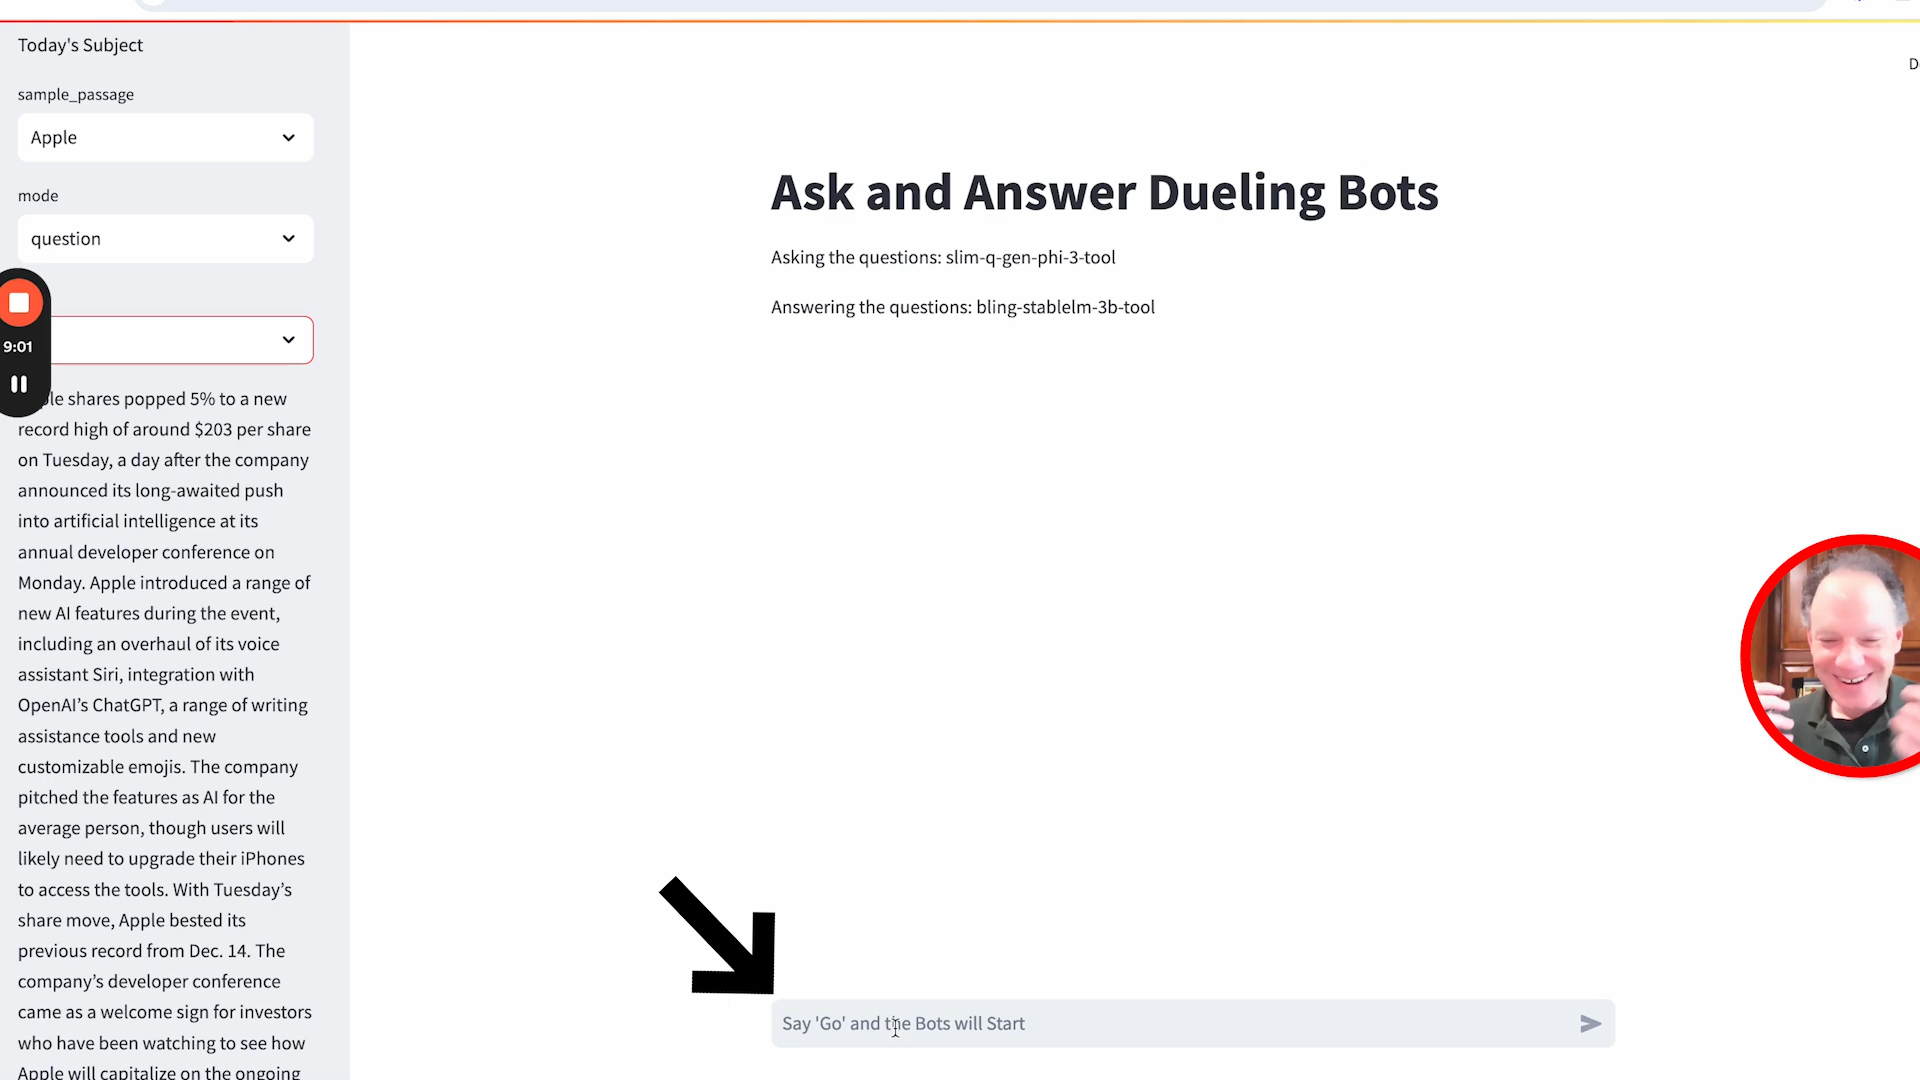 Today's Subject
sample_passage
Apple
mode
question
9:01
le shares popped 5% to a new
record high of around $203 per share
on Tuesday, a day after the company
announced its long-awaited push
into artificial intelligence at its
annual developer conference on
Monday. Apple introduced a range of
new AI features during the event,
including an overhaul of its voice
assistant Siri, integration with
OpenAI’s ChatGPT, a range of writing
assistance tools and new
customizable emojis. The company
pitched the features as AI for the
average person, though users will
likely need to upgrade their iPhones
to access the tools. With Tuesday’s
share move, Apple bested its
previous record from Dec. 14. The
company’s developer conference
came as a welcome sign for investors
who have been watching to see how
Apple will capitalize on the ongoing
Ask and Answer Dueling Bots
Asking the questions: slim-q-gen-phi-3-tool
Answering the questions: bling-stablelm-3b-tool
Say 'Go' and the Bots will Start